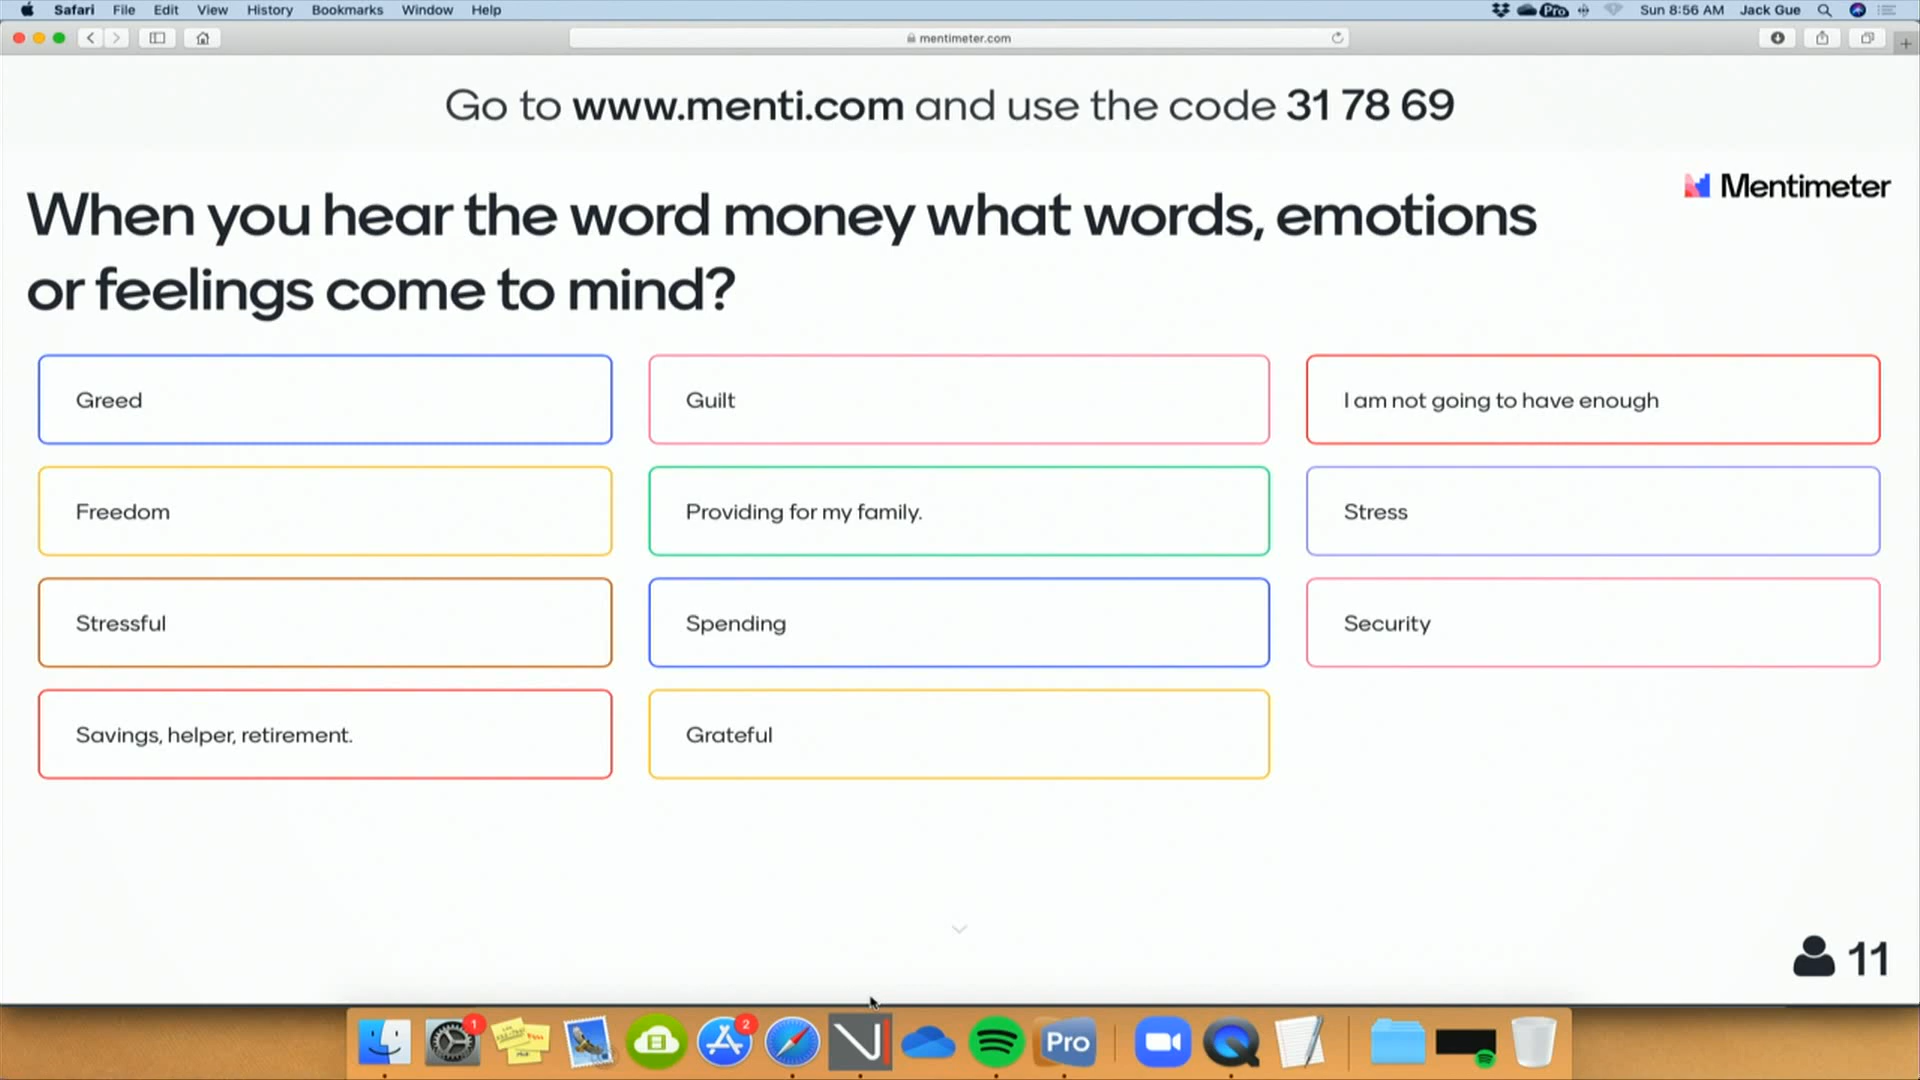 Safari File Edit View History Bookmarks Window Help Pro Sun 8:56 AM Jack Gue
mentimeter.com
Go to www.menti.com and use the code 31 78 69
Mentimeter
When you hear the word money what words, emotions
or feelings come to mind?
Greed
Guilt
I am not going to have enough
Freedom
Providing for my family.
Stress
Stressful
Spending
Security
Savings, helper, retirement.
Grateful
11
1
2
Pro